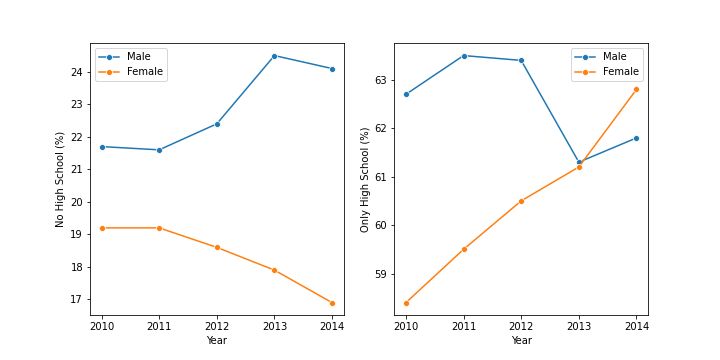 Male
Female
24
23
22
21
20
19
18
17
No High School (%)
2010 2011 2012 2013 2014
Year
Male
Female
63
62
61
60
59
Only High School (%)
2010 2011 2012 2013 2014
Year